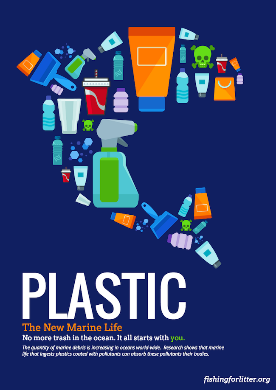 PLASTIC
The New Marine Life
No more trash in the ocean. It all starts with you.
The quantity of marine debris is increasing in oceans world wide. Research shows that marine
life that ingests plastics coated with pollutants can absorb these pollutants their bodies.
fishingforlitter.org